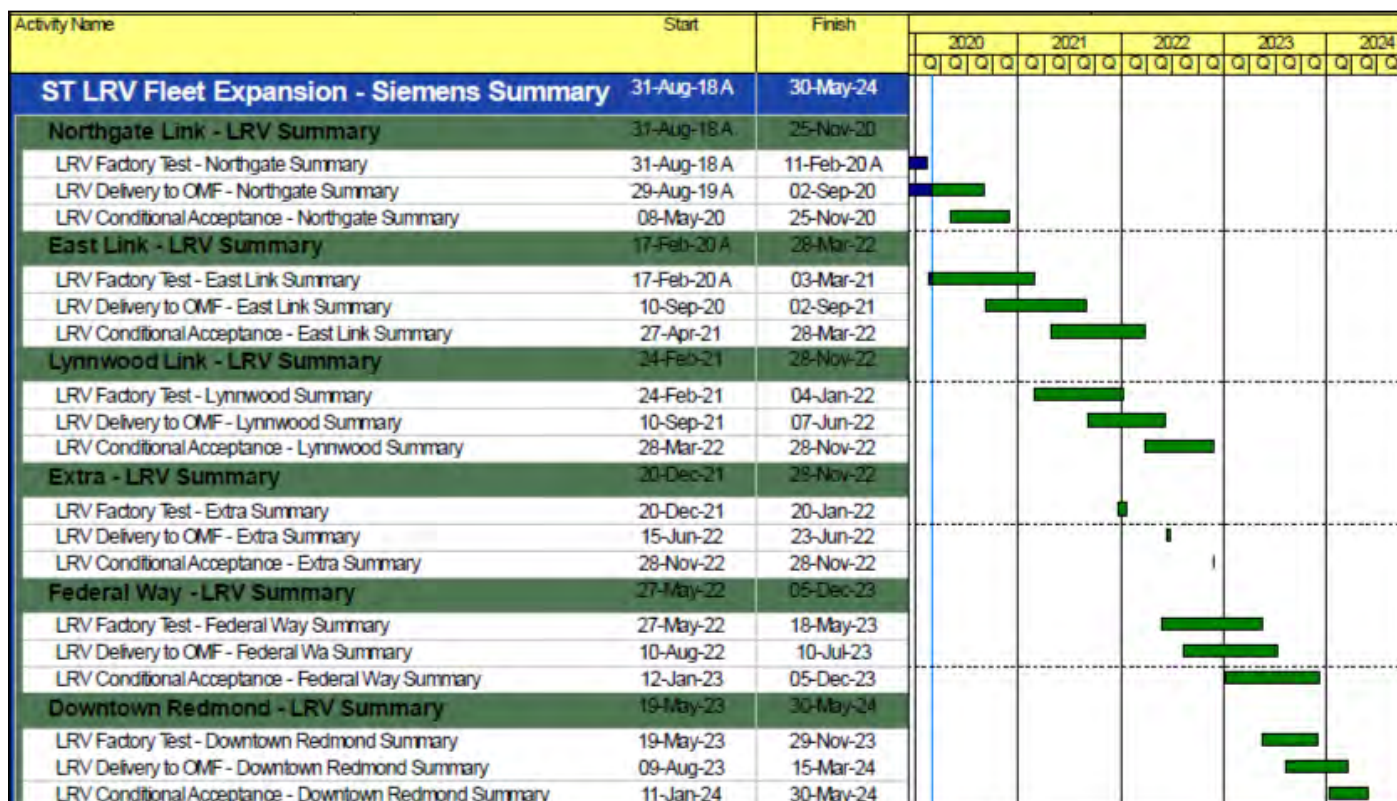 Activity Name Start Finish
2020 2021 2022 2023 2024
Q Q Q Q Q Q Q Q Q Q Q Q Q Q Q Q Q Q Q
ST LRV Fleet Expansion - Siemens Summary 31-Aug-18 A 30-May-24
Northgate Link - LRV Summary 31-Aug-18 A 25-Nov-20
LRV Factory Test - Northgate Summary 31-Aug-18 A 11-Feb-20 A
LRV Delivery to OMF - Northgate Summary 29-Aug-19 A 02-Sep-20
LRV Conditional Acceptance - Northgate Summary 08-May-20 25-Nov-20
East Link - LRV Summary 17-Feb-20 A 28-Mar-22
LRV Factory Test - East Link Summary 17-Feb-20 A 03-Mar-21
LRV Delivery to OMF - East Link Summary 10-Sep-20 02-Sep-21
LRV Conditional Acceptance - East Link Summary 27-Apr-21 28-Mar-22
Lynnwood Link - LRV Summary 24-Feb-21 28-Nov-22
LRV Factory Test - Lynnwood Summary 24-Feb-21 04-Jan-22
LRV Delivery to OMF - Lynnwood Summary 10-Sep-21 07-Jun-22
LRV Conditional Acceptance - Lynnwood Summary 28-Mar-22 28-Nov-22
Extra - LRV Summary 20-Dec-21 28-Nov-22
LRV Factory Test - Extra Summary 20-Dec-21 20-Jan-22
LRV Delivery to OMF - Extra Summary 15-Jun-22 23-Jun-22
LRV Conditional Acceptance - Extra Summary 28-Nov-22 28-Nov-22
Federal Way - LRV Summary 27-May-22 05-Dec-23
LRV Factory Test - Federal Way Summary 27-May-22 18-May-23
LRV Delivery to OMF - Federal Wa Summary 10-Aug-22 10-Jul-23
LRV Conditional Acceptance - Federal Way Summary 12-Jan-23 05-Dec-23
Downtown Redmond - LRV Summary 19-May-23 30-May-24
LRV Factory Test - Downtown Redmond Summary 19-May-23 29-Nov-23
LRV Delivery to OMF - Downtown Redmond Summary 09-Aug-23 15-Mar-24
LRV Conditional Acceptance - Downtown Redmond Summary 11-Jan-24 30-May-24